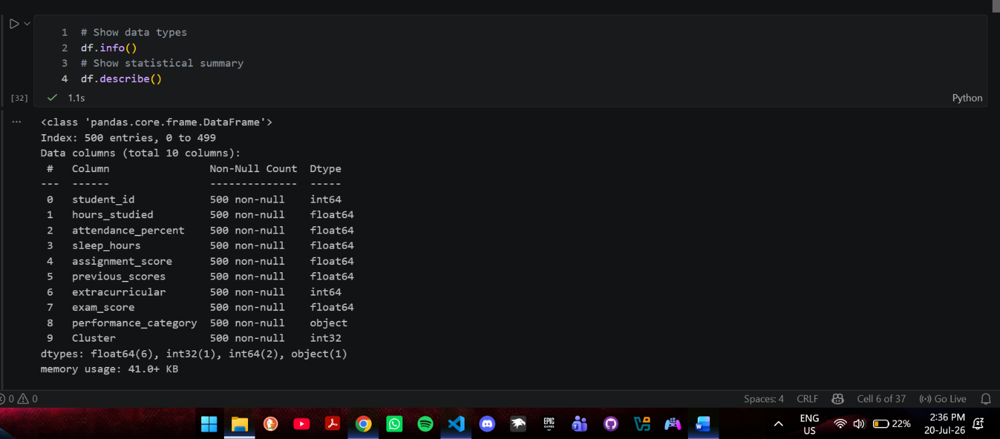 1 # Show data types
2 df.info()
3 # Show statistical summary
4 df.describe()
[32] 1.1s Python
... <class 'pandas.core.frame.DataFrame'>
Index: 500 entries, 0 to 499
Data columns (total 10 columns):
# Column Non-Null Count Dtype
--- ------ -------------- -----
0 student_id 500 non-null int64
1 hours_studied 500 non-null float64
2 attendance_percent 500 non-null float64
3 sleep_hours 500 non-null float64
4 assignment_score 500 non-null float64
5 previous_scores 500 non-null float64
6 extracurricular 500 non-null int64
7 exam_score 500 non-null float64
8 performance_category 500 non-null object
9 Cluster 500 non-null int32
dtypes: float64(6), int32(1), int64(2), object(1)
memory usage: 41.0+ KB
0 0 Spaces: 4 CRLF Cell 6 of 37 Go Live
EPIC GAMES
W
ENG
US
22%
2:36 PM
20-Jul-26